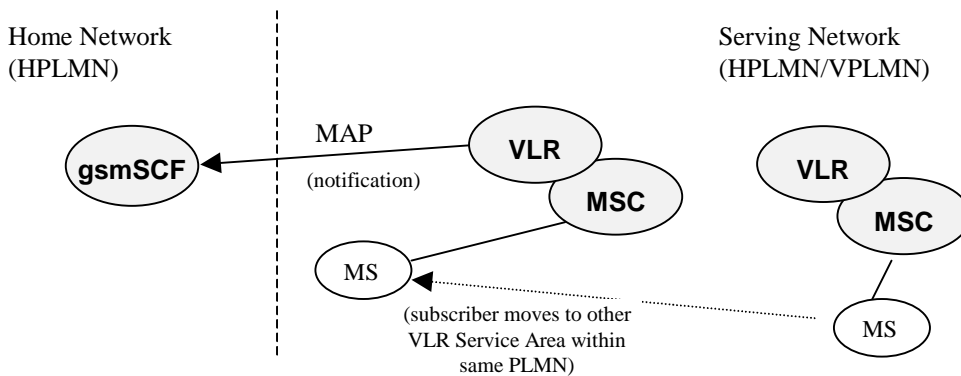 Home Network
(HPLMN)
Serving Network
(HPLMN/VPLMN)
MAP
(notification)
gsmSCF
VLR
MSC
VLR
MSC
MS
(subscriber moves to other
VLR Service Area within
same PLMN)
MS